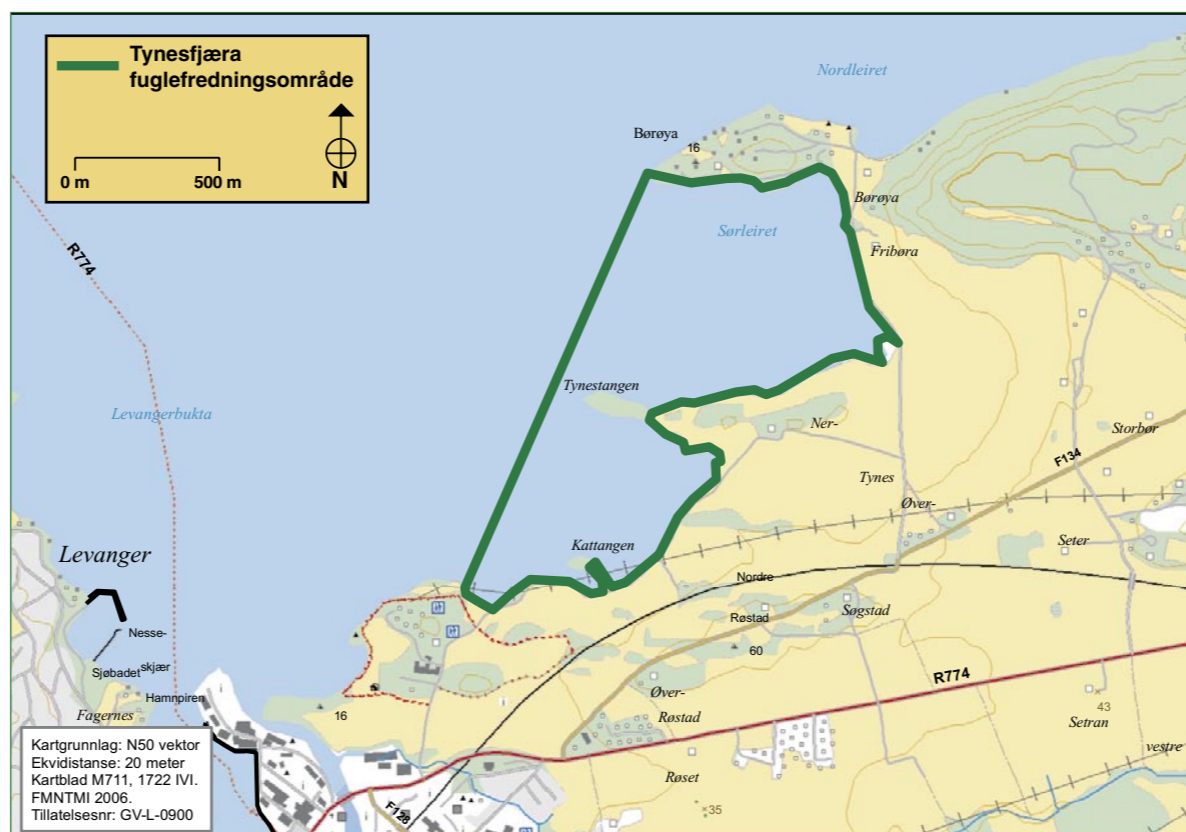 Tynesfjæra
fuglefredningsområde
0 m 500 m
N
Nordleiret
Børøya
16
Børøya
Sørleiret
Fribøra
R774
Tynestangen
Levangerbukta
Ner-
Storbør
F134
Tynes
Øver-
Kattangen
Seter
Levanger
Nordre
Røstad
Søgstad
Nesse-
skjær
Sjøbadet
60
R774
Hamnpiren
Øver-
Røstad
43
Fagernes
16
Setran
vestre
Røset
Kartgrunnlag: N50 vektor
Ekvidistanse: 20 meter
Kartblad M711, 1722 IVI.
FMNTMI 2006.
Tillatelsesnr: GV-L-0900
F128
35